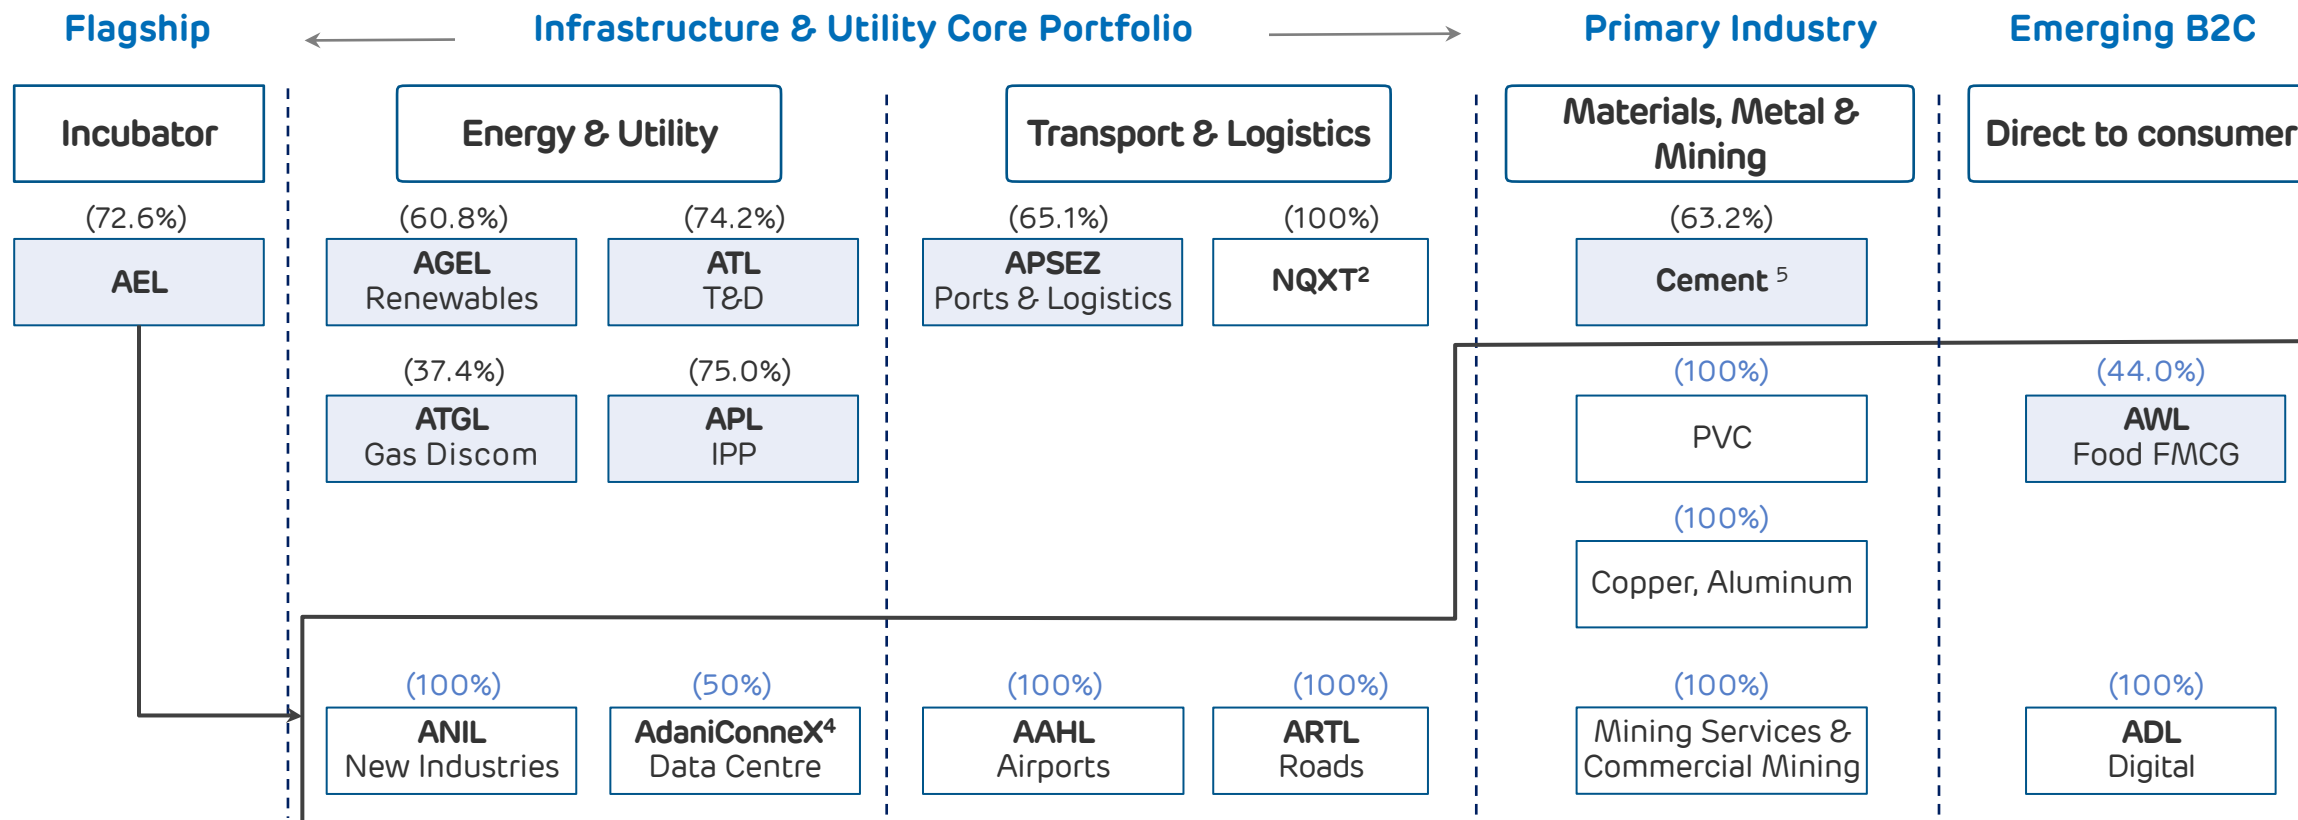 Flagship
Infrastructure & Utility Core Portfolio
Primary Industry
Emerging B2C
Incubator
Energy & Utility
Transport & Logistics
Materials, Metal &
Mining
Direct to consumer
(72.6%)
(60.8%)
(74.2%)
(65.1%)
(100%)
(63.2%)
AEL
AGEL
Renewables
ATL
T&D
APSEZ
Ports & Logistics
NQXT²
Cement ⁵
(37.4%)
(75.0%)
(100%)
(44.0%)
ATGL
Gas Discom
APL
IPP
PVC
AWL
Food FMCG
(100%)
Copper, Aluminum
(100%)
(50%)
(100%)
(100%)
(100%)
(100%)
ANIL
New Industries
AdaniConneX⁴
Data Centre
AAHL
Airports
ARTL
Roads
Mining Services &
Commercial Mining
ADL
Digital